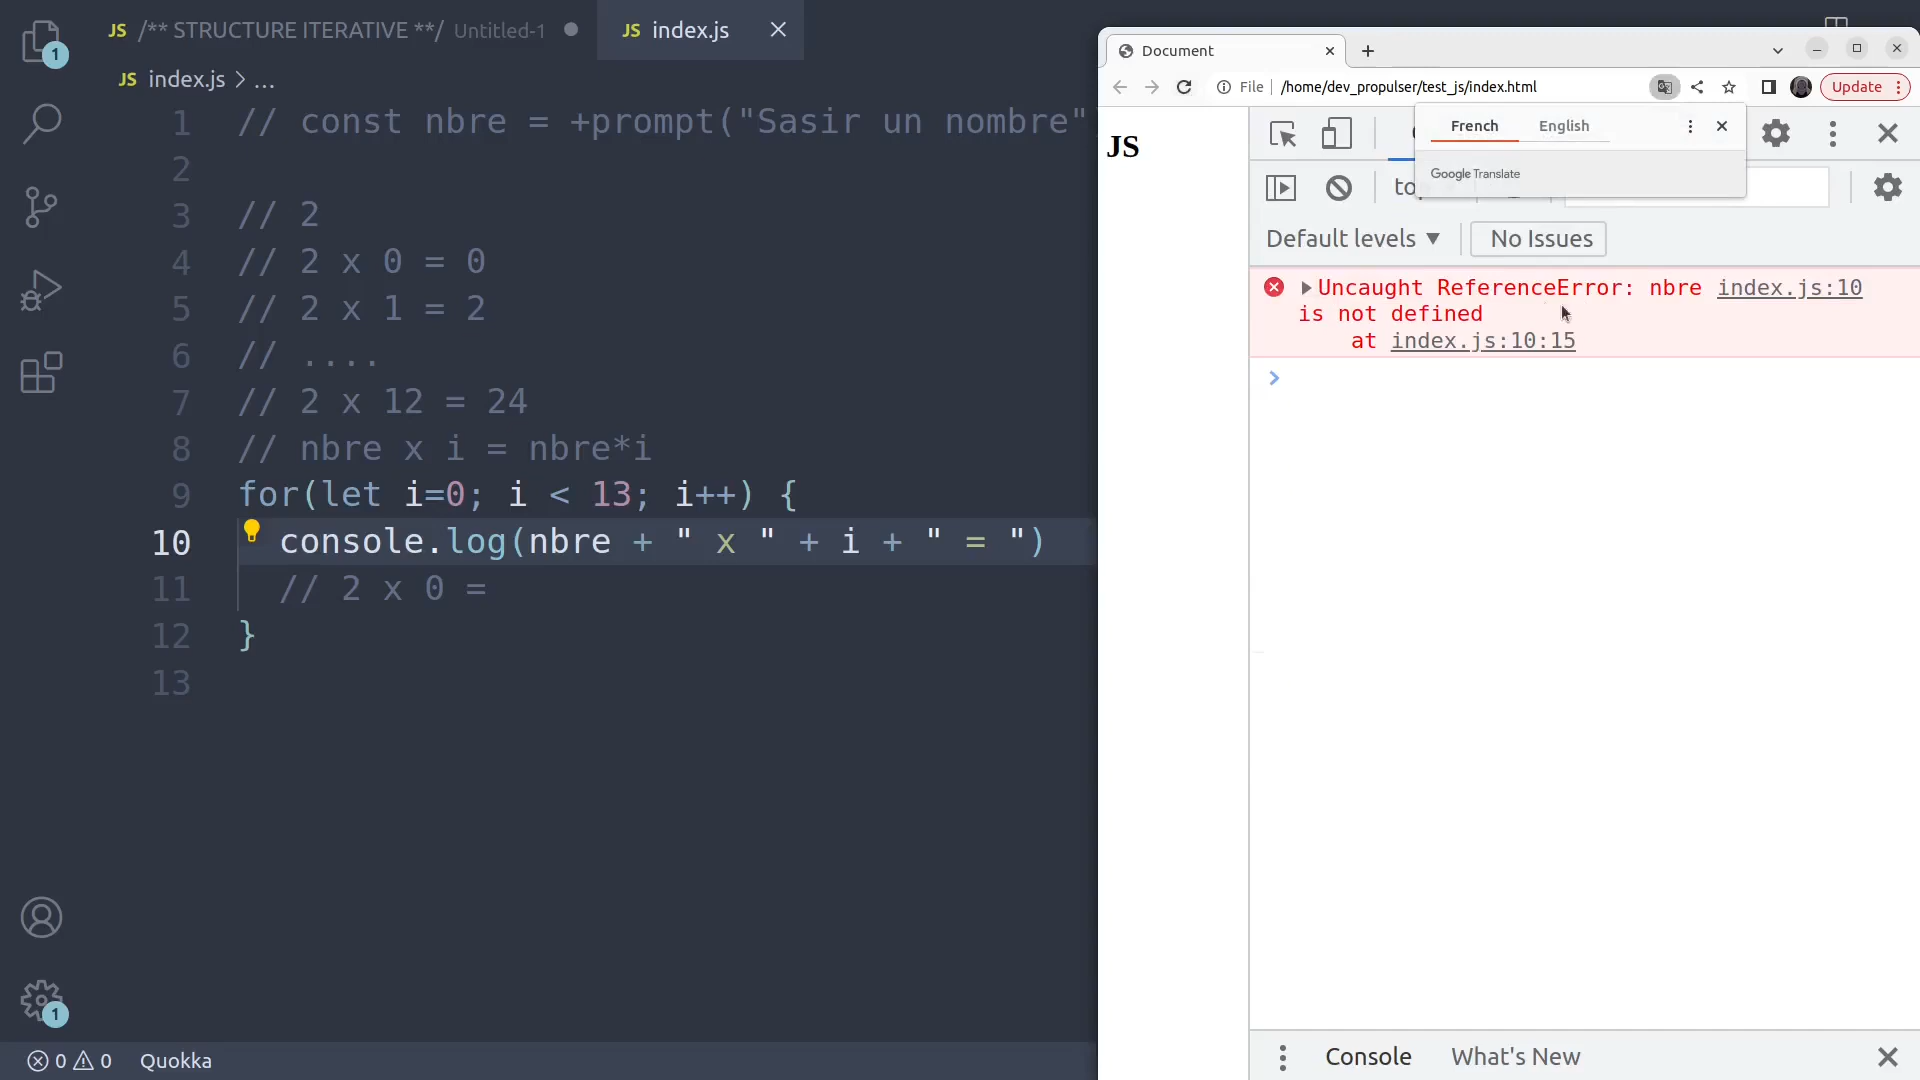 JS /** STRUCTURE ITERATIVE **/ Untitled-1
JS index.js
JS index.js > ...
1 // const nbre = +prompt("Sasir un nombre"
2
3 // 2
4 // 2 x 0 = 0
5 // 2 x 1 = 2
6 // ....
7 // 2 x 12 = 24
8 // nbre x i = nbre*i
9 for(let i=0; i < 13; i++) {
10 console.log(nbre + " x " + i + " = ")
11 // 2 x 0 =
12 }
13
1
1
0 0 Quokka
Document
File /home/dev_propulser/test_js/index.html
Update
French English
Google Translate
JS
Default levels ▼ No Issues
Uncaught ReferenceError: nbre index.js:10
is not defined
at index.js:10:15
Console What's New